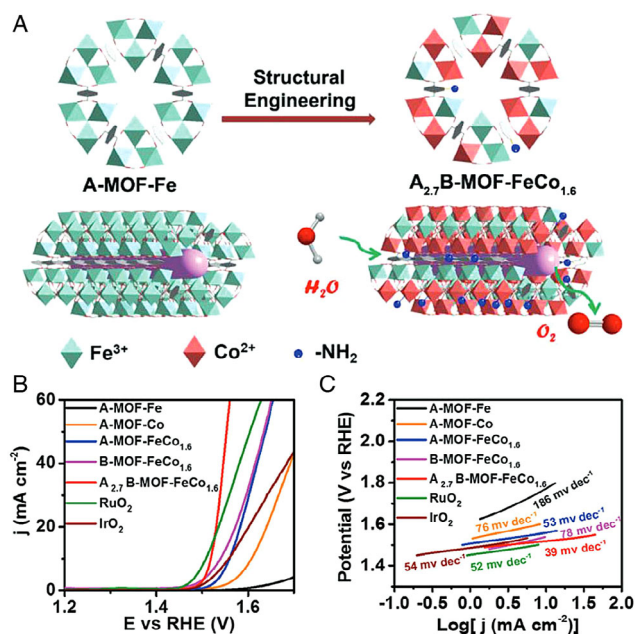 A
Structural
Engineering
A-MOF-Fe
A2.7B-MOF-FeCo1.6
H2O
O2
Fe3+
Co2+
-NH2
B
60
40
20
0
j (mA cm-2)
A-MOF-Fe
A-MOF-Co
A-MOF-FeCo1.6
B-MOF-FeCo1.6
A2.7 B-MOF-FeCo1.6
RuO2
IrO2
1.2
1.4
1.6
E vs RHE (V)
C
2.2
2.0
1.8
1.6
1.4
Potential (V vs RHE)
A-MOF-Fe
A-MOF-Co
A-MOF-FeCo1.6
B-MOF-FeCo1.6
A2.7B-MOF-FeCo1.6
RuO2
IrO2
186 mv dec-1
76 mv dec-1
53 mv dec-1
78 mv dec-1
54 mv dec-1
52 mv dec-1
39 mv dec-1
-1.0
-0.5
0.0
0.5
1.0
1.5
2.0
Log[ j (mA cm-2)]